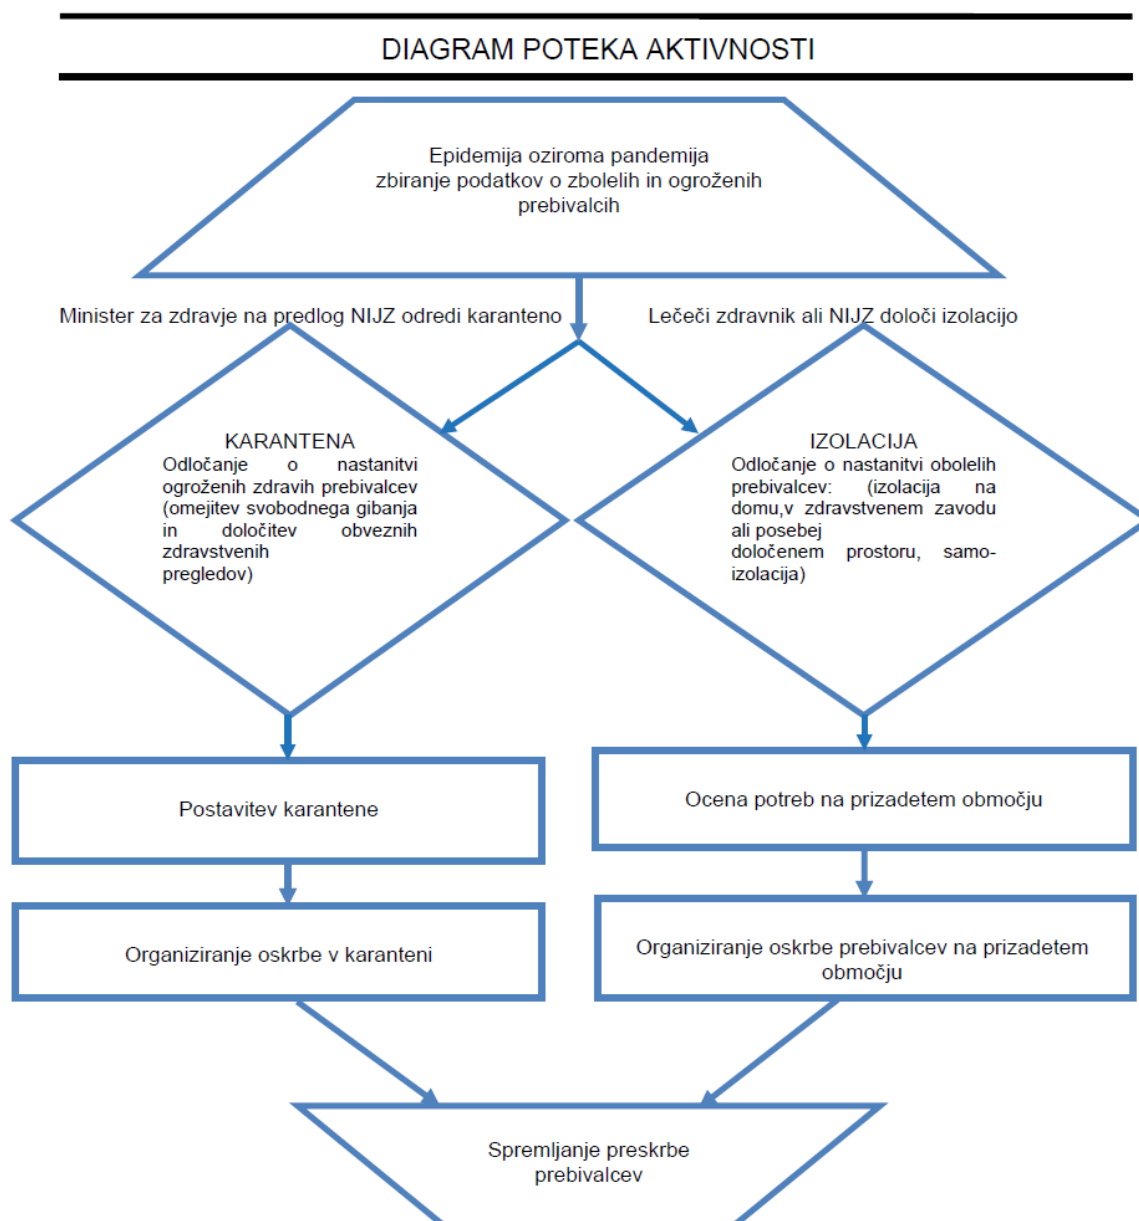 DIAGRAM POTEKA AKTIVNOSTI
Epidemija oziroma pandemija
zbiranje podatkov o zbolelih in ogroženih
prebivalcih
Minister za zdravje na predlog NIJZ odredi karanteno
Lečeči zdravnik ali NIJZ določi izolacijo
KARANTENA
Odločanje o nastanitvi
ogroženih zdravih prebivalcev
(omejitev svobodnega gibanja
in določitev obveznih
zdravstvenih
pregledov)
IZOLACIJA
Odločanje o nastanitvi obolelih
prebivalcev: (izolacija na
domu,v zdravstvenem zavodu
ali posebej
določenem prostoru, samo-
izolacija)
Postavitev karantene
Ocena potreb na prizadetem območju
Organiziranje oskrbe v karanteni
Organiziranje oskrbe prebivalcev na prizadetem
območju
Spremljanje preskrbe
prebivalcev